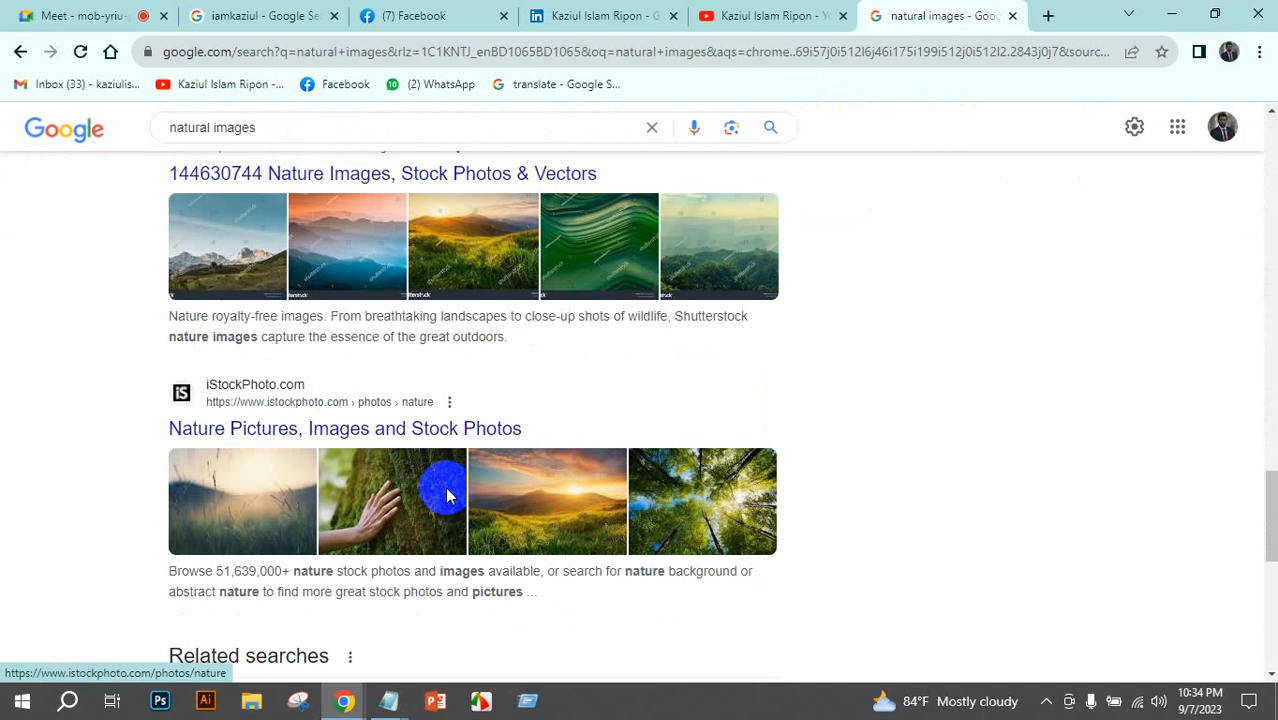 Meet - mbq-yriu-p
iamkaziul - Google Se
(7) Facebook
Kaziul Islam Ripon - G
Kaziul Islam Ripon - Yo
natural images - Goog
google.com/search?q=natural+images&rlz=1C1KNTJ_enBD1065BD1065&oq=natural+images&aqs=chrome..69i57j0i512l6j46i175i199i512j0i512l2.2843j0j7&sourc...
Inbox (33) - kaziulis...
Kaziul Islam Ripon -...
Facebook
(2) WhatsApp
translate - Google S...
Google
natural images
144630744 Nature Images, Stock Photos & Vectors
Nature royalty-free images. From breathtaking landscapes to close-up shots of wildlife, Shutterstock
nature images capture the essence of the great outdoors.
iS
iStockPhoto.com
https://www.istockphoto.com › photos › nature
Nature Pictures, Images and Stock Photos
Browse 51,639,000+ nature stock photos and images available, or search for nature background or
abstract nature to find more great stock photos and pictures ...
Related searches
https://www.istockphoto.com/photos/nature
Ps
Ai
84°F Mostly cloudy
10:34 PM
9/7/2023